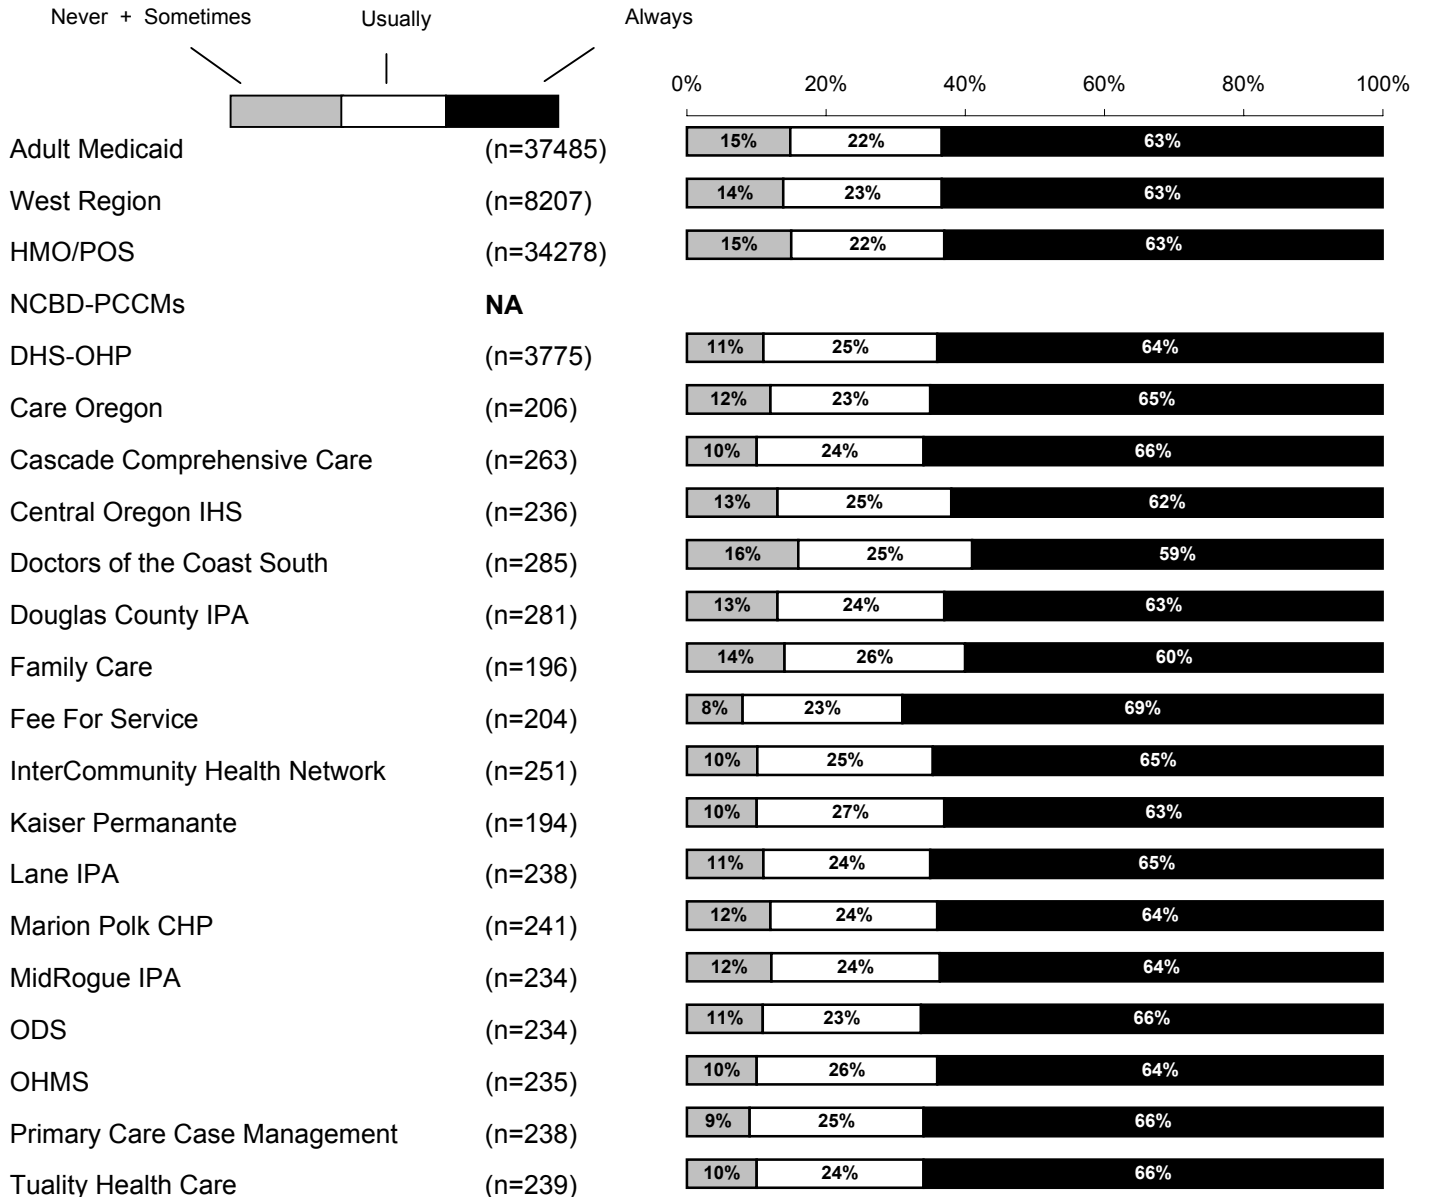 Never + Sometimes Usually Always
0% 20% 40% 60% 80% 100%
Adult Medicaid (n=37485) 15% 22% 63%
West Region (n=8207) 14% 23% 63%
HMO/POS (n=34278) 15% 22% 63%
NCBD-PCCMs NA
DHS-OHP (n=3775) 11% 25% 64%
Care Oregon (n=206) 12% 23% 65%
Cascade Comprehensive Care (n=263) 10% 24% 66%
Central Oregon IHS (n=236) 13% 25% 62%
Doctors of the Coast South (n=285) 16% 25% 59%
Douglas County IPA (n=281) 13% 24% 63%
Family Care (n=196) 14% 26% 60%
Fee For Service (n=204) 8% 23% 69%
InterCommunity Health Network (n=251) 10% 25% 65%
Kaiser Permanante (n=194) 10% 27% 63%
Lane IPA (n=238) 11% 24% 65%
Marion Polk CHP (n=241) 12% 24% 64%
MidRogue IPA (n=234) 12% 24% 64%
ODS (n=234) 11% 23% 66%
OHMS (n=235) 10% 26% 64%
Primary Care Case Management (n=238) 9% 25% 66%
Tuality Health Care (n=239) 10% 24% 66%